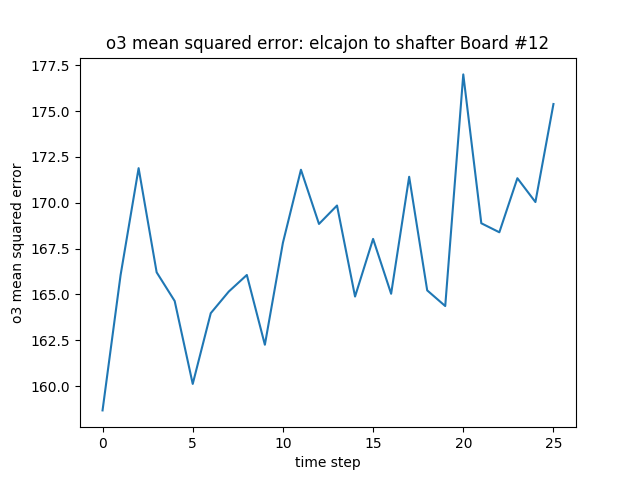 o3 mean squared error: elcajon to shafter Board #12
177.5
175.0
172.5
170.0
167.5
165.0
162.5
160.0
o3 mean squared error
0 5 10 15 20 25
time step